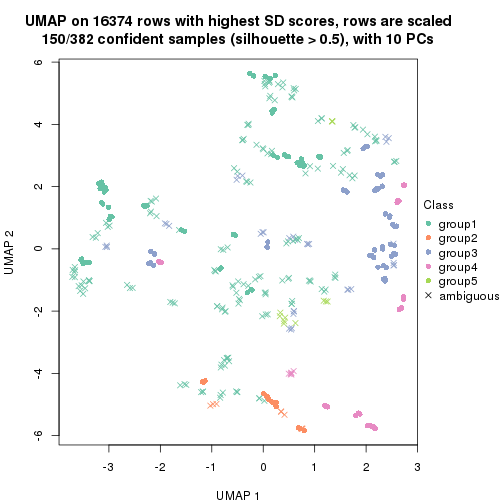 UMAP on 16374 rows with highest SD scores, rows are scaled
150/382 confident samples (silhouette > 0.5), with 10 PCs
6
4
2
0
-2
-4
-6
UMAP 2
-3
-2
-1
0
1
2
3
UMAP 1
Class
group1
group2
group3
group4
group5
ambiguous